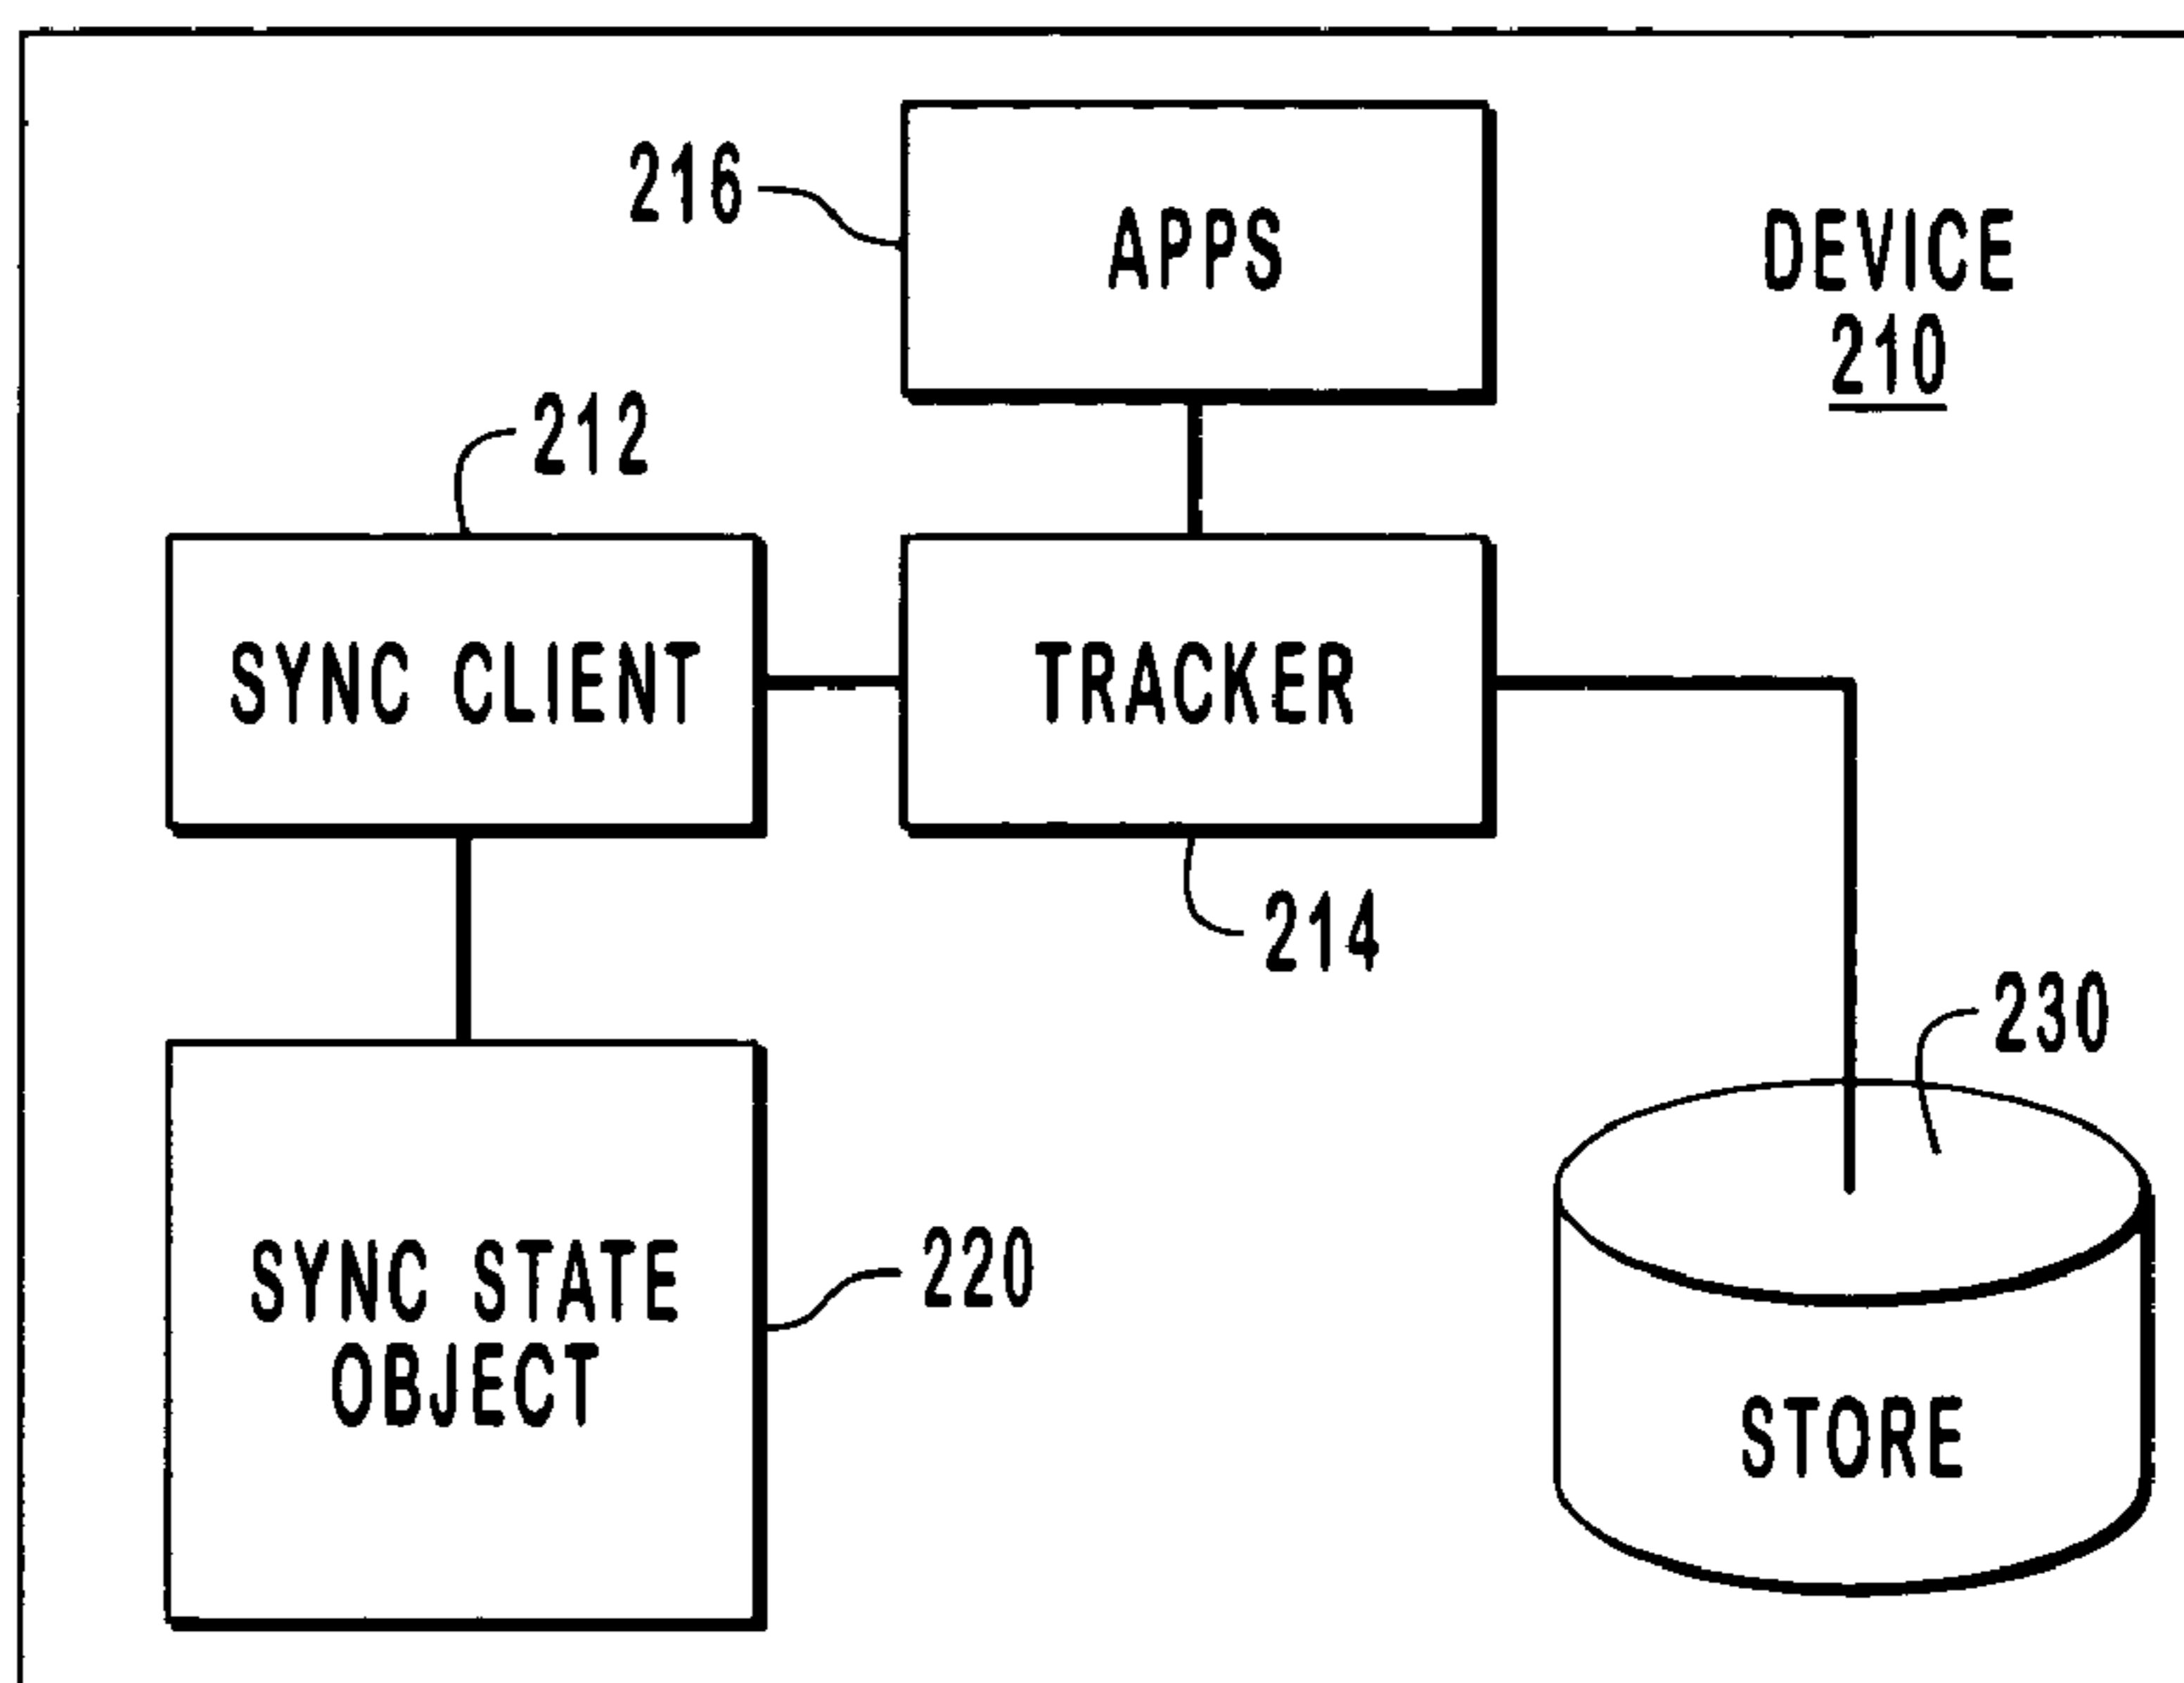 216
APPS
DEVICE
210
212
SYNC CLIENT
TRACKER
214
230
220
SYNC STATE
OBJECT
STORE